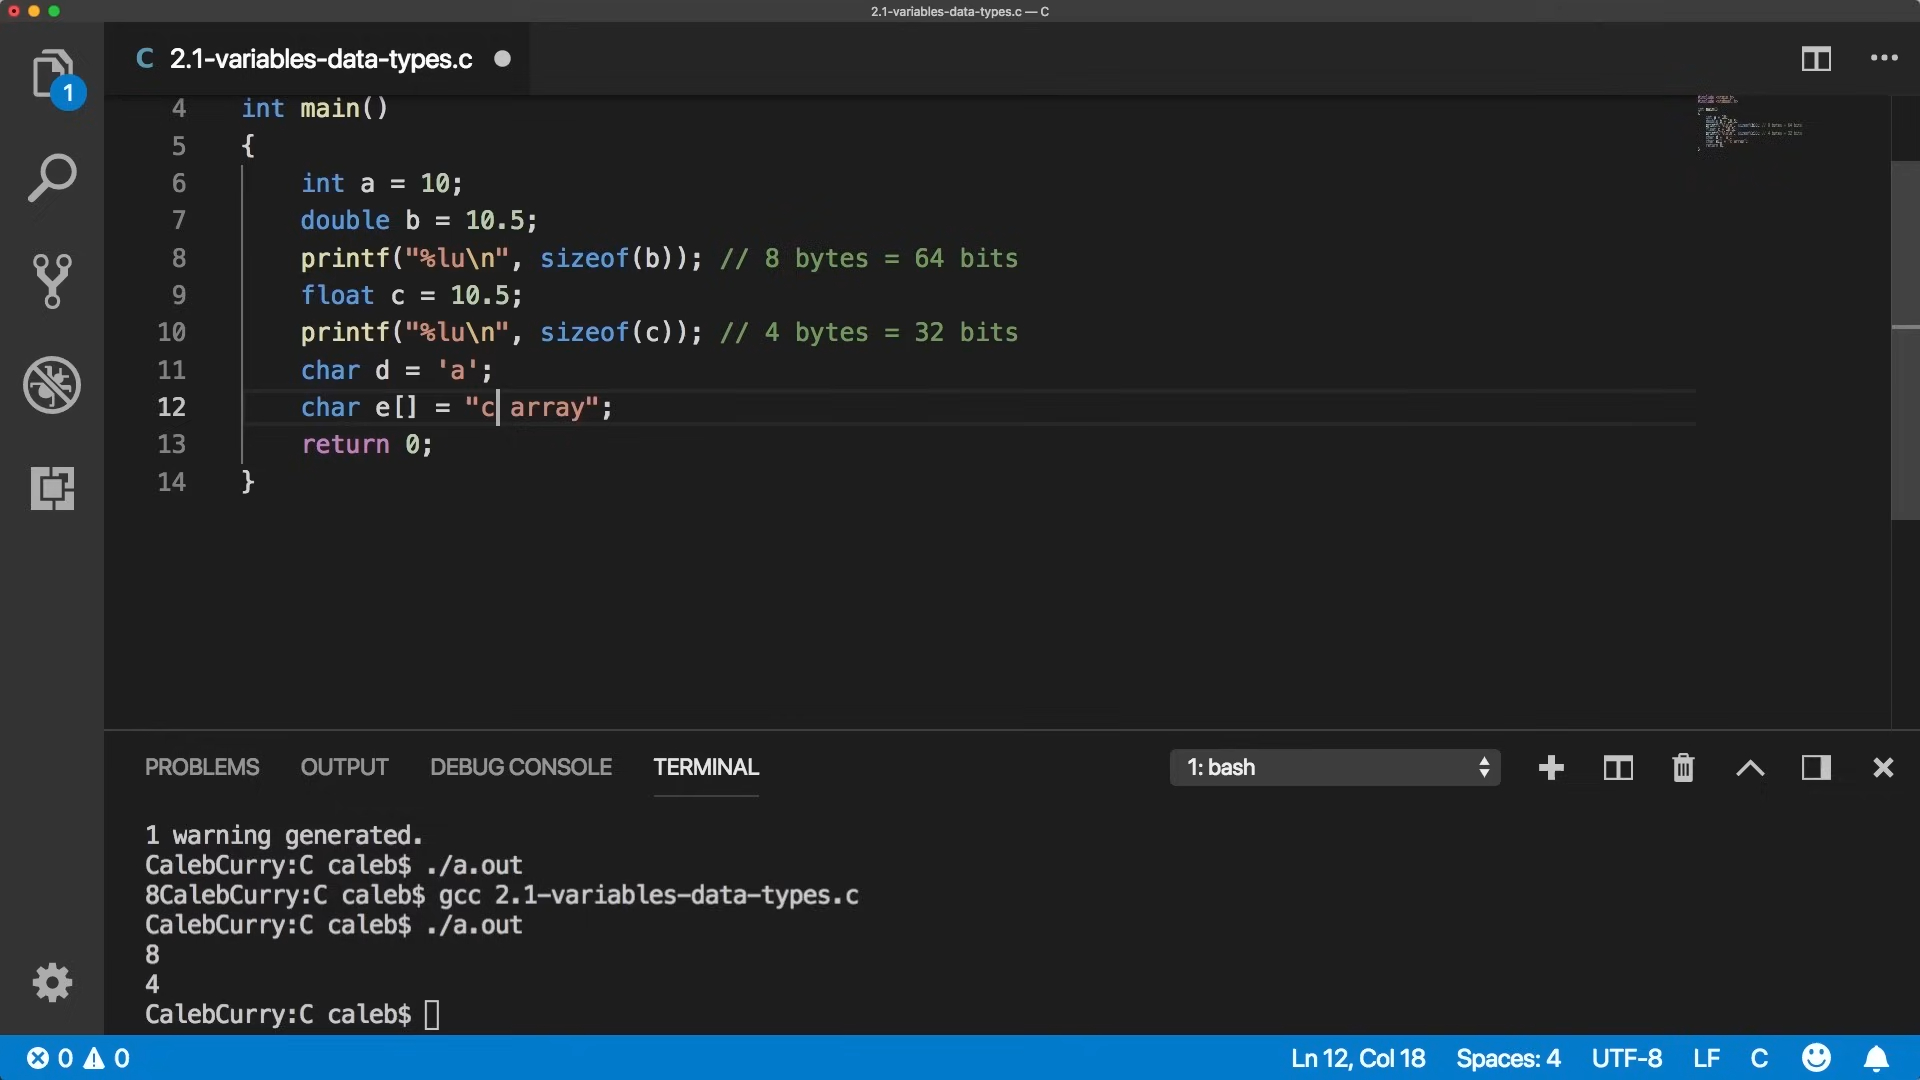 2.1-variables-data-types.c — C
C 2.1-variables-data-types.c
1
4 int main()
5 {
6 int a = 10;
7 double b = 10.5;
8 printf("%lu\n", sizeof(b)); // 8 bytes = 64 bits
9 float c = 10.5;
10 printf("%lu\n", sizeof(c)); // 4 bytes = 32 bits
11 char d = 'a';
12 char e[] = "c array";
13 return 0;
14 }
PROBLEMS OUTPUT DEBUG CONSOLE TERMINAL 1: bash
1 warning generated.
CalebCurry:C caleb$ ./a.out
8CalebCurry:C caleb$ gcc 2.1-variables-data-types.c
CalebCurry:C caleb$ ./a.out
8
4
CalebCurry:C caleb$
0 0 Ln 12, Col 18 Spaces: 4 UTF-8 LF C